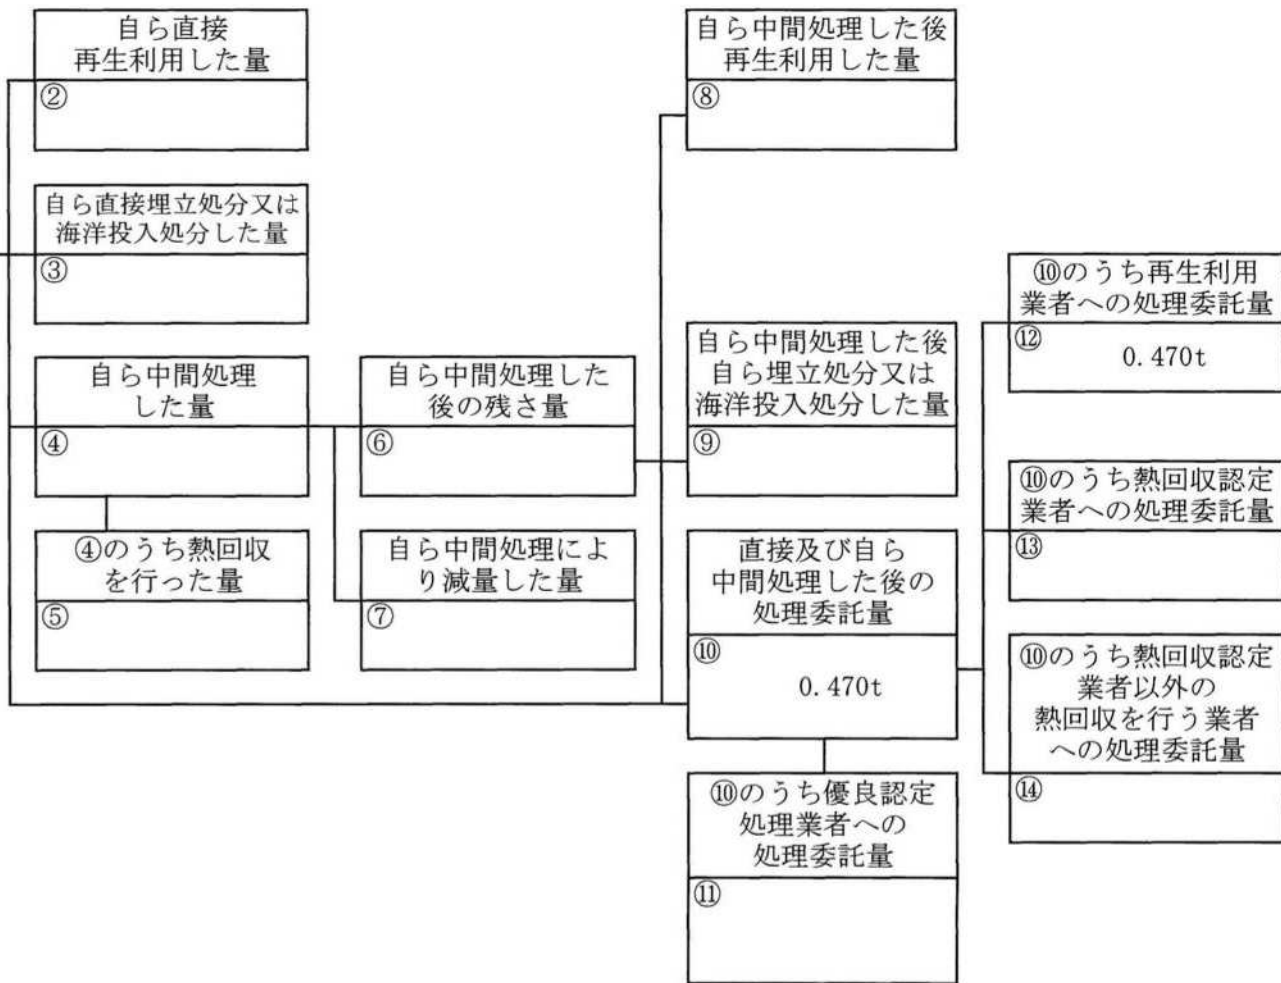 自ら直接
再生利用した量
②
自ら直接埋立処分又は
海洋投入処分した量
③
自ら中間処理
した量
④
④のうち熱回収
を行った量
⑤
自ら中間処理した
後の残さ量
⑥
自ら中間処理によ
り減量した量
⑦
自ら中間処理した後
再生利用した量
⑧
自ら中間処理した後
自ら埋立処分又は
海洋投入処分した量
⑨
直接及び自ら
中間処理した後の
処理委託量
⑩
0.470t
⑩のうち優良認定
処理業者への
処理委託量
⑪
⑩のうち再生利用
業者への処理委託量
⑫
0.470t
⑩のうち熱回収認定
業者への処理委託量
⑬
⑩のうち熱回収認定
業者以外の
熱回収を行う業者
への処理委託量
⑭